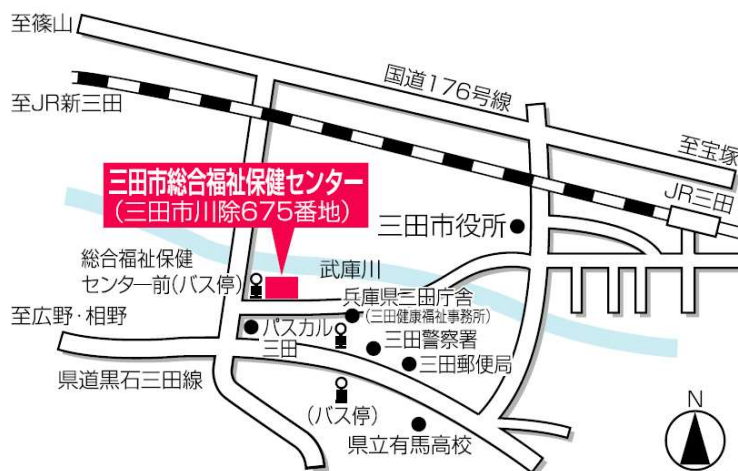 至篠山
国道176号線
至JR新三田
至宝塚
JR三田
三田市総合福祉保健センター
(三田市川除675番地)
三田市役所
総合福祉保健
センター前(バス停)
武庫川
兵庫県三田庁舎
(三田健康福祉事務所)
至広野・相野
パスカル
三田
三田警察署
三田郵便局
県道黒石三田線
(バス停)
県立有馬高校
N